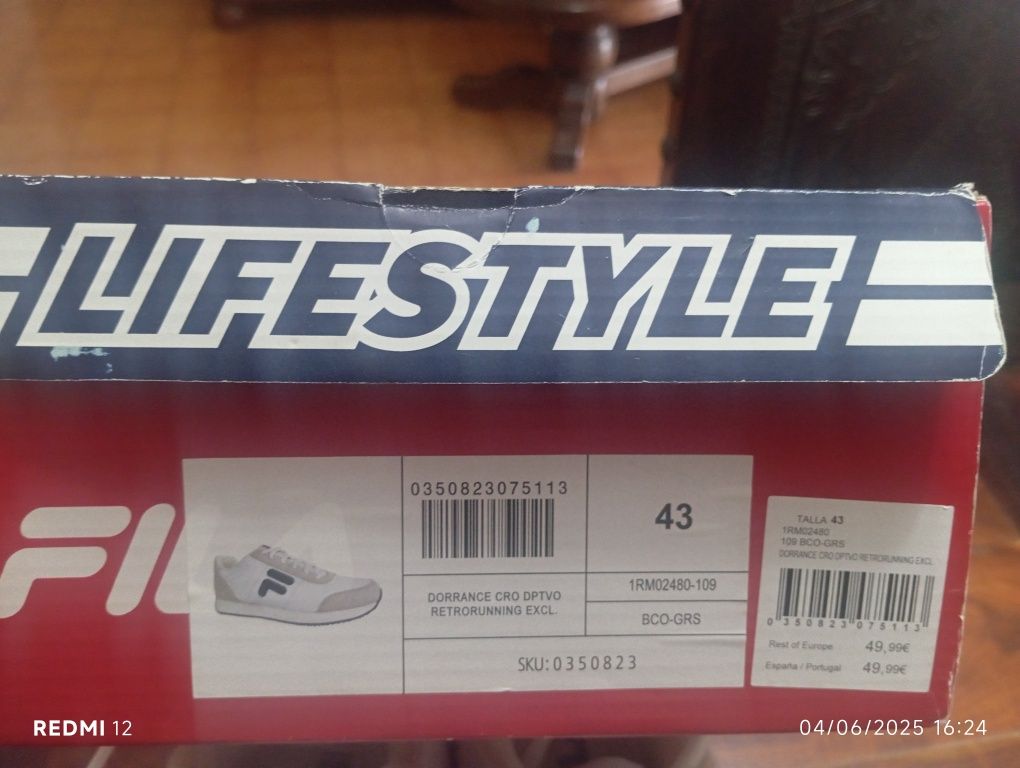 LIFESTYLE
FILA
0350823075113
DORRANCE CRO DPTVO
RETRORUNNING EXCL.
43
1RM02480-109
BCO-GRS
SKU:0350823
TALLA 43
1RM02480
109 BCO-GRS
DORRANCE CRO DPTVO RETRORUNNING EXCL.
0 350823 075113
Rest of Europe 49,99€
España / Portugal 49,99€
REDMI 12
04/06/2025 16:24